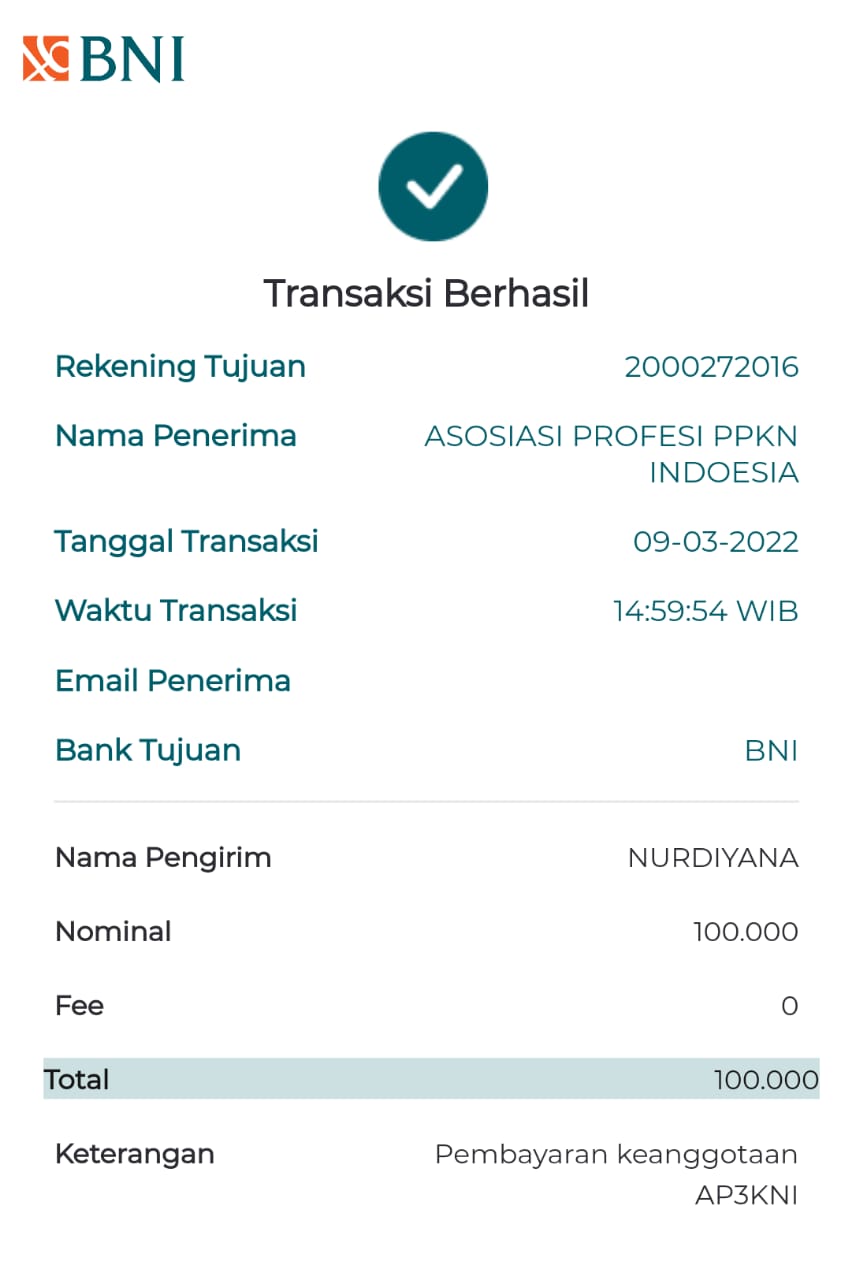 BNI
Transaksi Berhasil
Rekening Tujuan 2000272016
Nama Penerima ASOSIASI PROFESI PPKN
INDOESIA
Tanggal Transaksi 09-03-2022
Waktu Transaksi 14:59:54 WIB
Email Penerima
Bank Tujuan BNI
Nama Pengirim NURDIYANA
Nominal 100.000
Fee 0
Total 100.000
Keterangan Pembayaran keanggotaan
AP3KNI